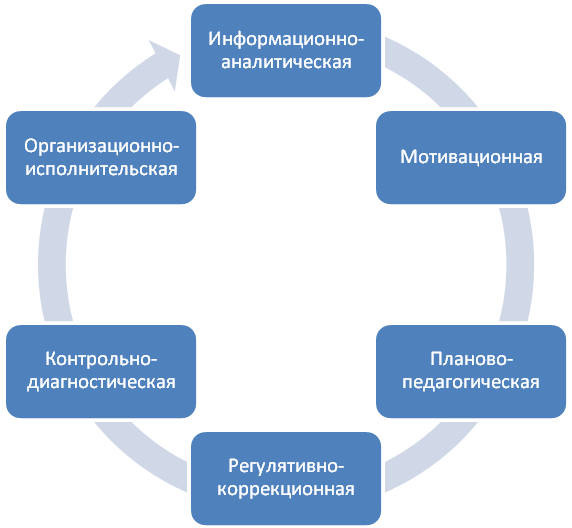 Информационно-
аналитическая
Мотивационная
Планово-
педагогическая
Регулятивно-
коррекционная
Контрольно-
диагностическая
Организационно-
исполнительская